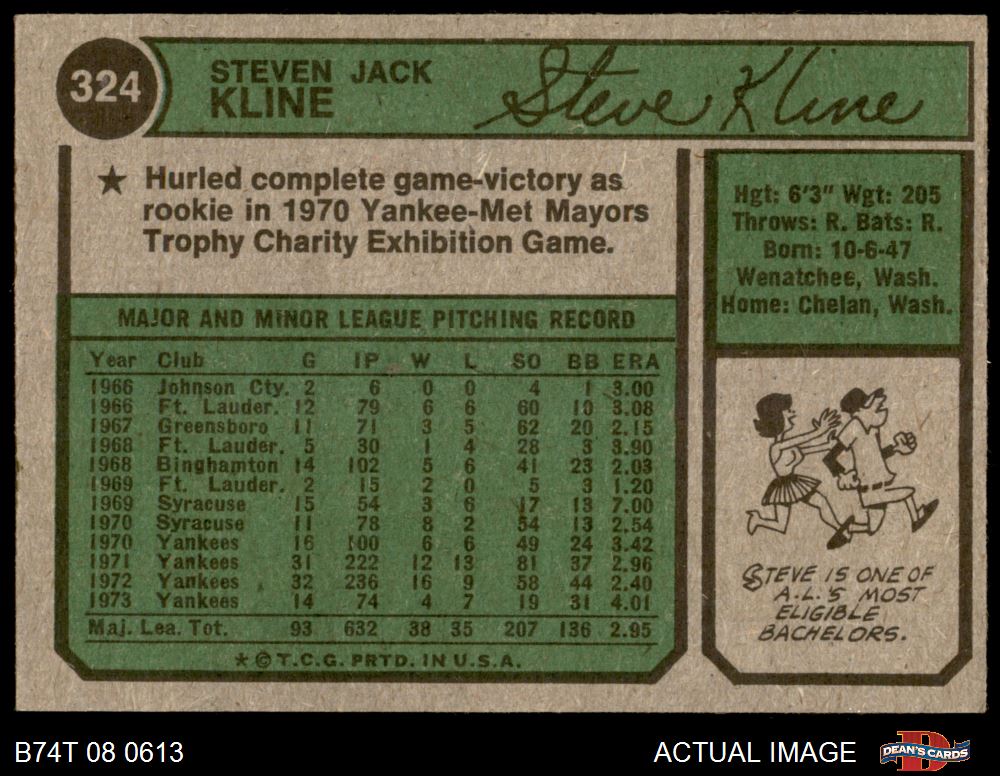 324
STEVEN JACK
KLINE
Steve Kline
★ Hurled complete game-victory as
rookie in 1970 Yankee-Met Mayors
Trophy Charity Exhibition Game.
MAJOR AND MINOR LEAGUE PITCHING RECORD
Year Club G IP W L SO BB ERA
1966 Johnson Cty. 2 6 0 0 4 1 3.00
1966 Ft. Lauder. 12 79 6 6 60 10 3.08
1967 Greensboro 11 71 3 5 62 20 2.15
1968 Ft. Lauder. 5 30 1 4 28 3 3.90
1968 Binghamton 14 102 5 6 41 23 2.03
1969 Ft. Lauder. 2 15 2 0 5 3 1.20
1969 Syracuse 15 54 3 6 17 13 7.00
1970 Syracuse 11 78 8 2 54 13 2.54
1970 Yankees 16 100 6 6 49 24 3.42
1971 Yankees 31 222 12 13 81 37 2.96
1972 Yankees 32 236 16 9 58 44 2.40
1973 Yankees 14 74 4 7 19 31 4.01
Maj. Lea. Tot. 93 632 38 35 207 136 2.95
★ © T.C.G. PRTD. IN U.S.A.
Hgt: 6'3" Wgt: 205
Throws: R. Bats: R.
Born: 10-6-47
Wenatchee, Wash.
Home: Chelan, Wash.
STEVE IS ONE OF
A.L.'S MOST
ELIGIBLE
BACHELORS.
B74T 08 0613
ACTUAL IMAGE
DEAN'S CARDS